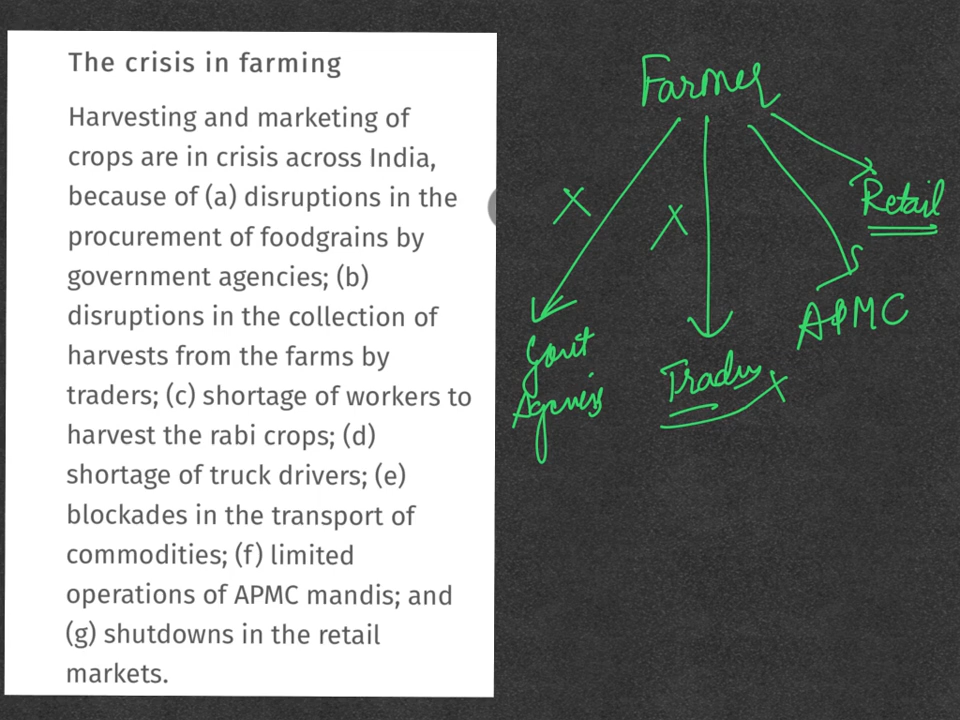 The crisis in farming
Harvesting and marketing of
crops are in crisis across India,
because of (a) disruptions in the
procurement of foodgrains by
government agencies; (b)
disruptions in the collection of
harvests from the farms by
traders; (c) shortage of workers to
harvest the rabi crops; (d)
shortage of truck drivers; (e)
blockades in the transport of
commodities; (f) limited
operations of APMC mandis; and
(g) shutdowns in the retail
markets.
Farmer
X
X
Retail
APMC
Govt
Agencies
Traders
X